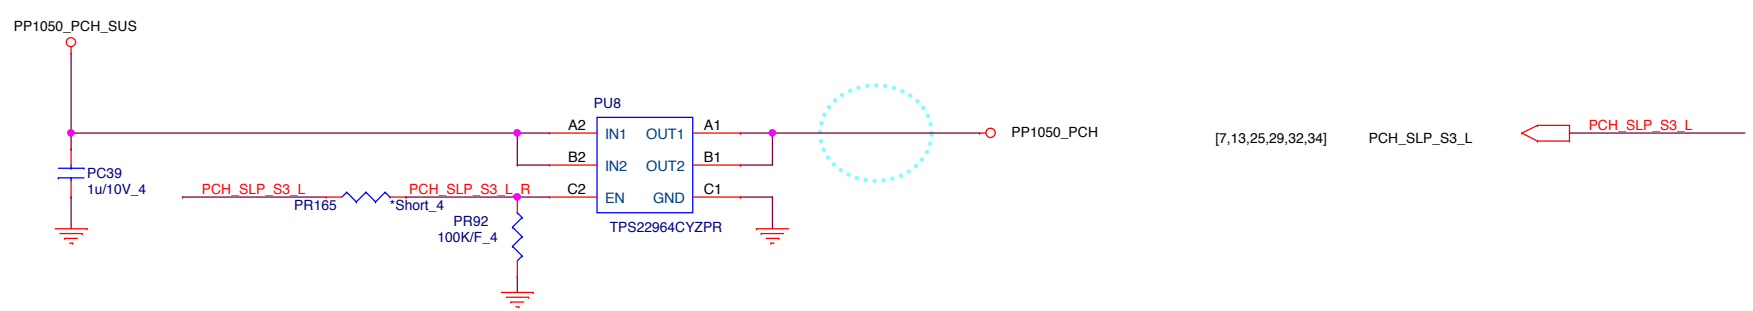 PP1050_PCH_SUS
PU8
A2 IN1 OUT1 A1
PP1050_PCH
[7,13,25,29,32,34] PCH_SLP_S3_L
PCH_SLP_S3_L
B2 IN2 OUT2 B1
PC39
1u/10V_4
PCH_SLP_S3_L
PCH_SLP_S3_L_R
C2 EN GND C1
PR165
*Short_4
PR92
100K/F_4
TPS22964CYZPR